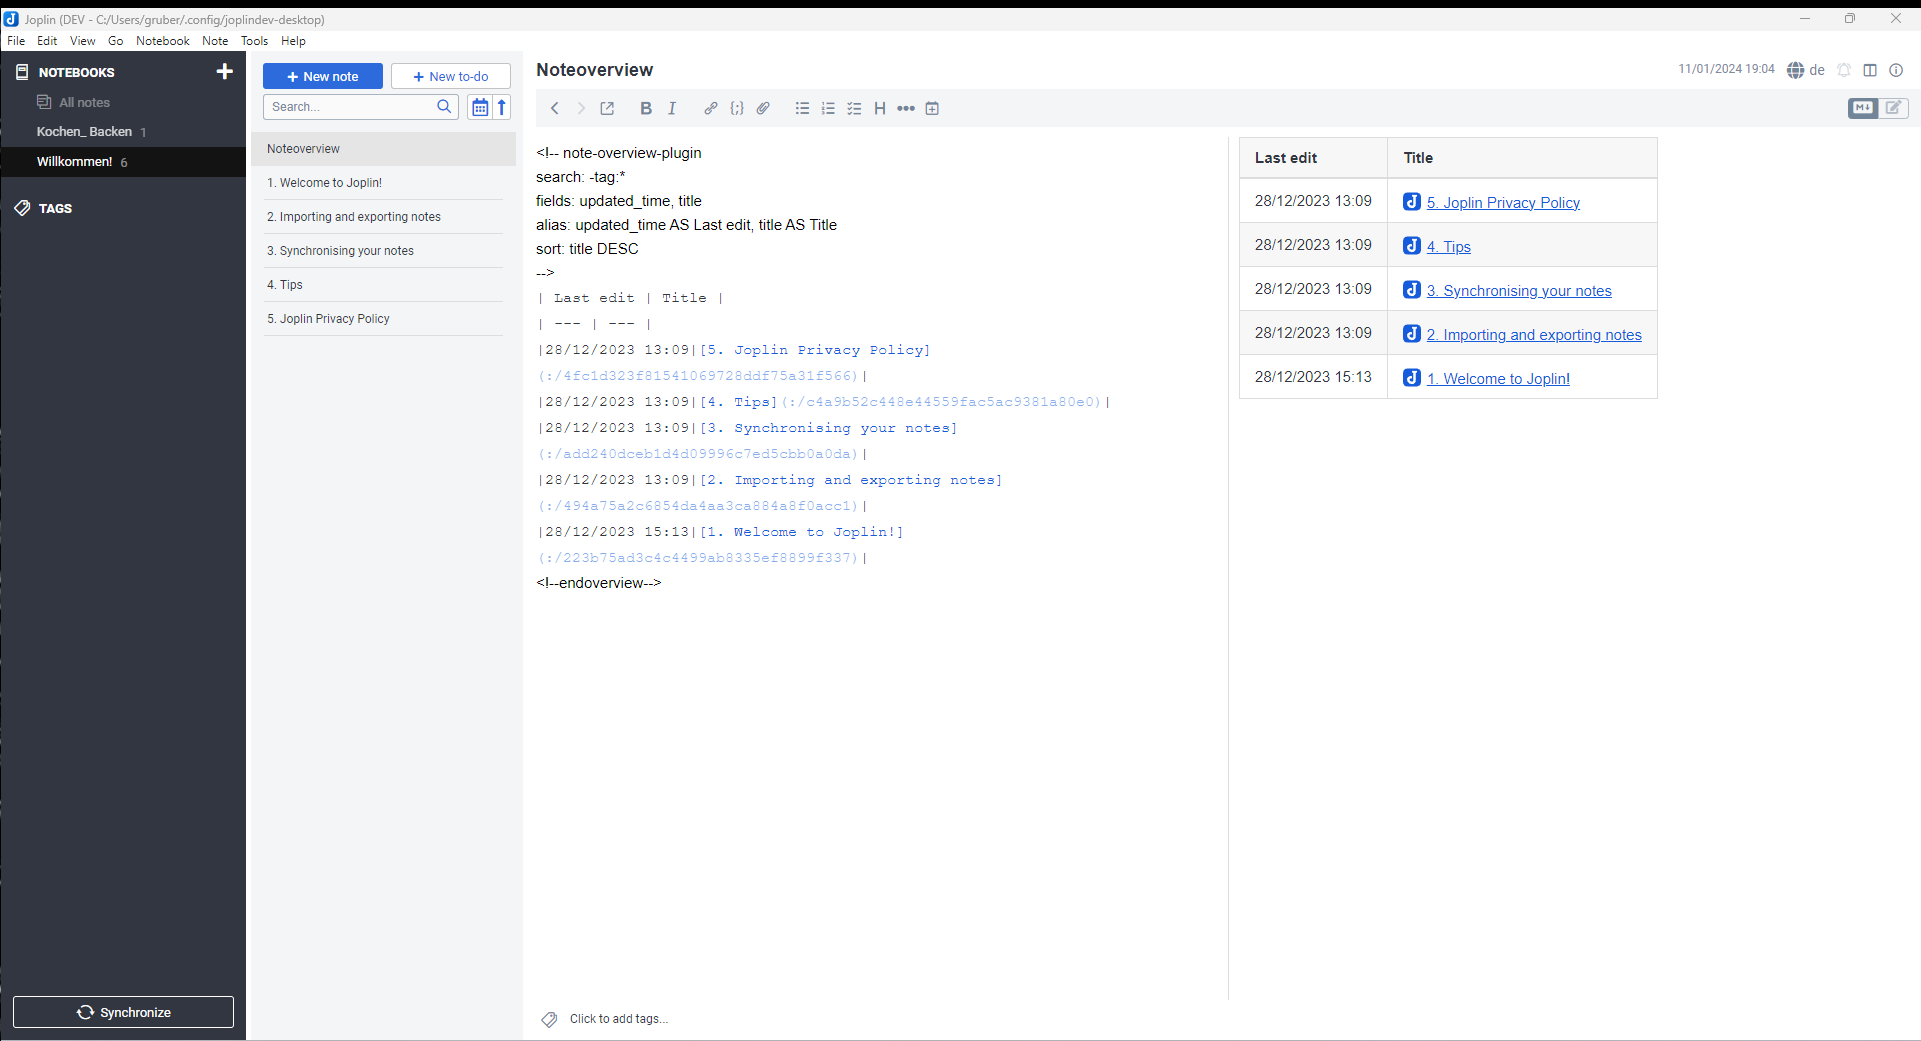 Joplin (DEV - C:/Users/gruber/.config/joplindev-desktop)
File Edit View Go Notebook Note Tools Help
NOTEBOOKS
All notes
Kochen_ Backen 1
Willkommen! 6
TAGS
Synchronize
New note
New to-do
Search...
Noteoverview
1. Welcome to Joplin!
2. Importing and exporting notes
3. Synchronising your notes
4. Tips
5. Joplin Privacy Policy
Noteoverview
11/01/2024 19:04 de
<!-- note-overview-plugin
search: -tag:*
fields: updated_time, title
alias: updated_time AS Last edit, title AS Title
sort: title DESC
-->
| Last edit | Title |
| --- | --- |
|28/12/2023 13:09|[5. Joplin Privacy Policy]
(:/4fc1d323f81541069728ddf75a31f566)|
|28/12/2023 13:09|[4. Tips](:/c4a9b52c448e44559fac5ac9381a80e0)|
|28/12/2023 13:09|[3. Synchronising your notes]
(:/add240dceb1d4d09996c7ed5cbb0a0da)|
|28/12/2023 13:09|[2. Importing and exporting notes]
(:/494a75a2c6854da4aa3ca884a8f0acc1)|
|28/12/2023 15:13|[1. Welcome to Joplin!]
(:/223b75ad3c4c4499ab8335ef8899f337)|
<!--endoverview-->
Last edit Title
28/12/2023 13:09 5. Joplin Privacy Policy
28/12/2023 13:09 4. Tips
28/12/2023 13:09 3. Synchronising your notes
28/12/2023 13:09 2. Importing and exporting notes
28/12/2023 15:13 1. Welcome to Joplin!
Click to add tags...